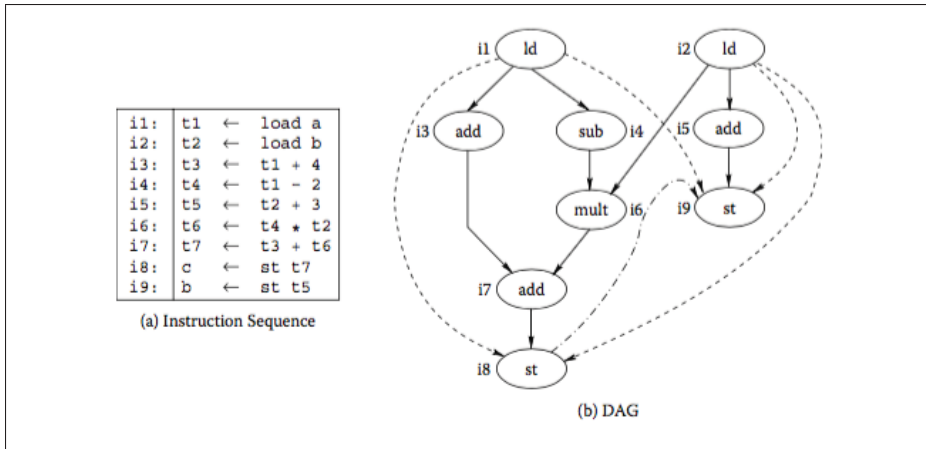 i1: t1 ← load a
i2: t2 ← load b
i3: t3 ← t1 + 4
i4: t4 ← t1 - 2
i5: t5 ← t2 + 3
i6: t6 ← t4 * t2
i7: t7 ← t3 + t6
i8: c ← st t7
i9: b ← st t5
(a) Instruction Sequence
i1 ld
i2 ld
i3 add
sub i4
i5 add
mult i6
i9 st
i7 add
i8 st
(b) DAG